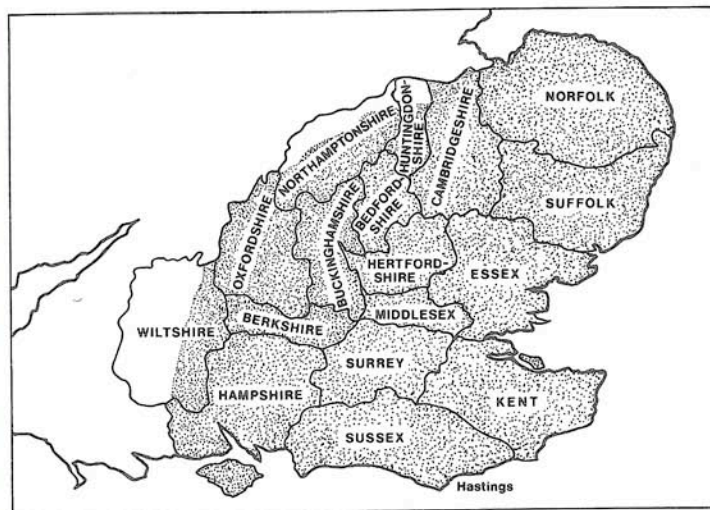 NORFOLK
SUFFOLK
CAMBRIDGESHIRE
HUNTINGDON-
SHIRE
NORTHAMPTONSHIRE
BEDFORD-
SHIRE
BUCKINGHAMSHIRE
OXFORDSHIRE
HERTFORD-
SHIRE
ESSEX
MIDDLESEX
BERKSHIRE
WILTSHIRE
SURREY
HAMPSHIRE
KENT
SUSSEX
Hastings